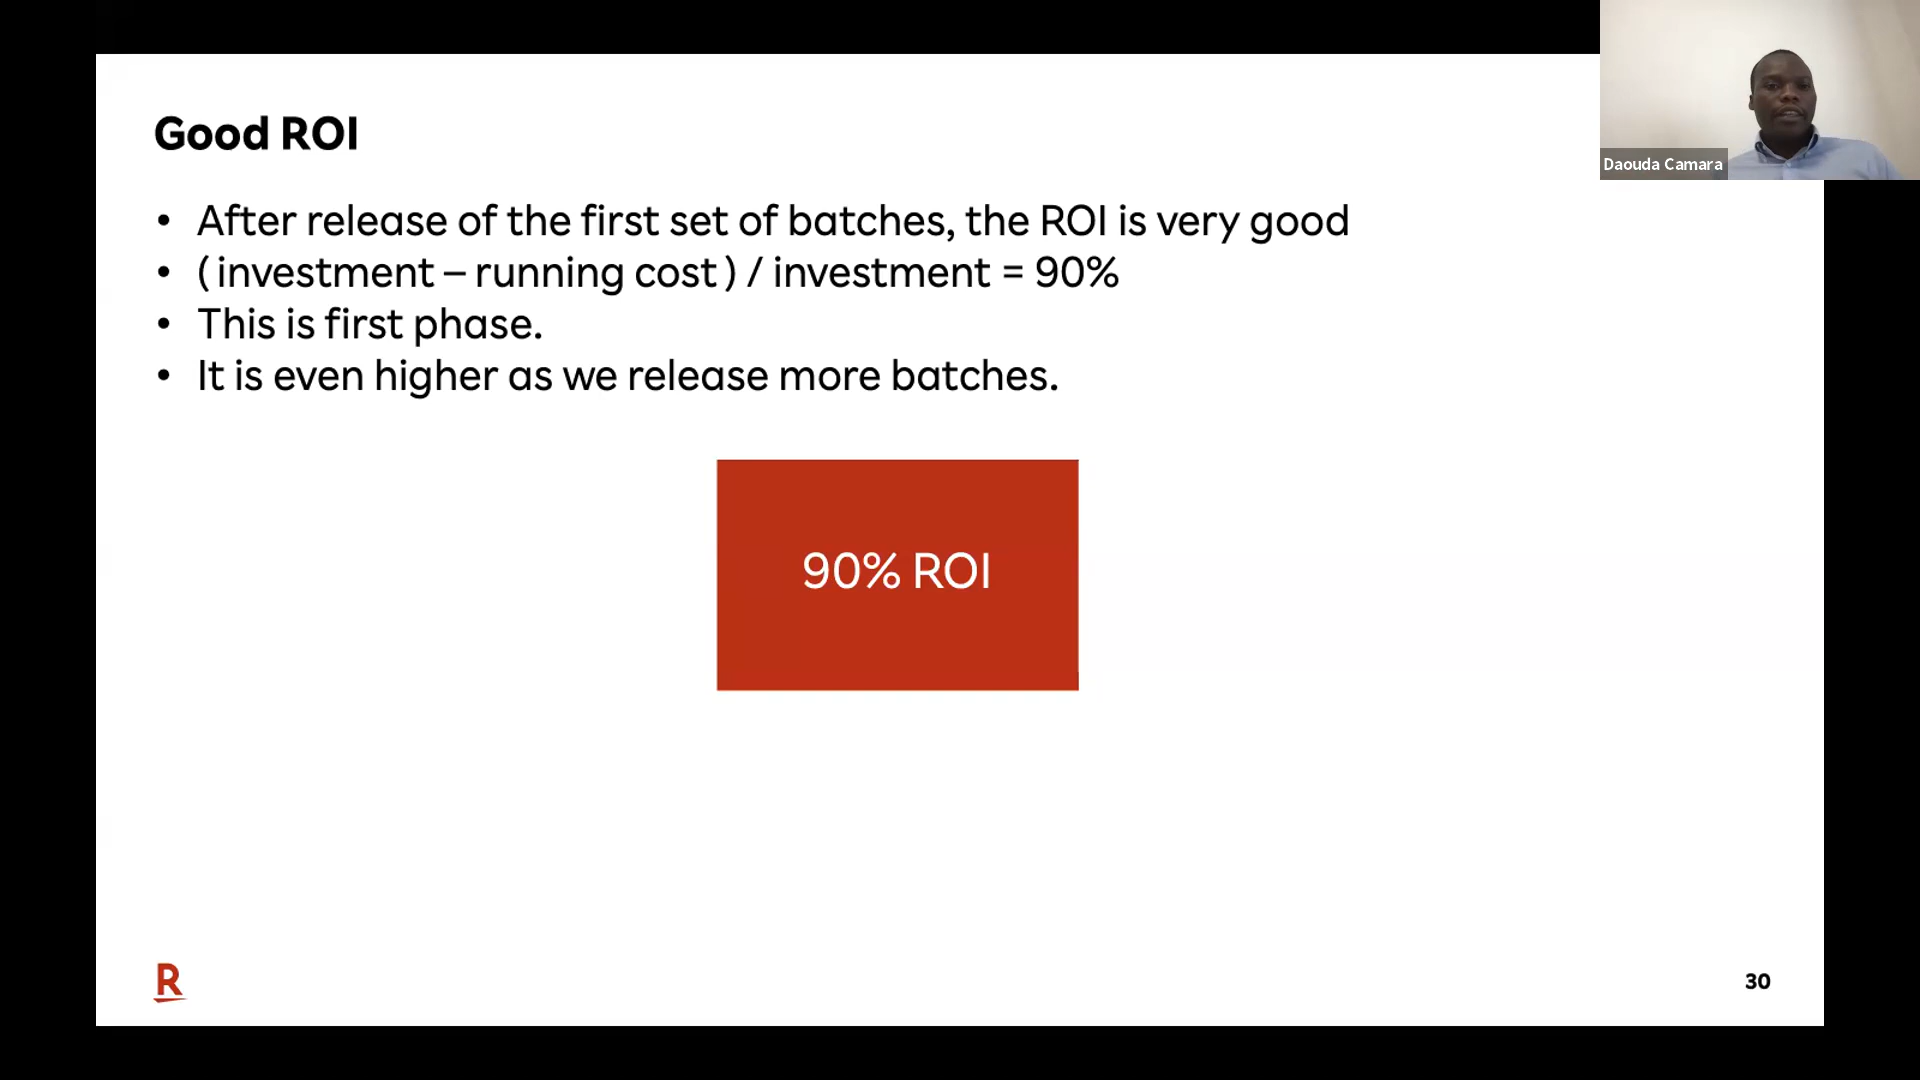 Good ROI
• After release of the first set of batches, the ROI is very good
• (investment – running cost) / investment = 90%
• This is first phase.
• It is even higher as we release more batches.
90% ROI
R
30
Daouda Camara